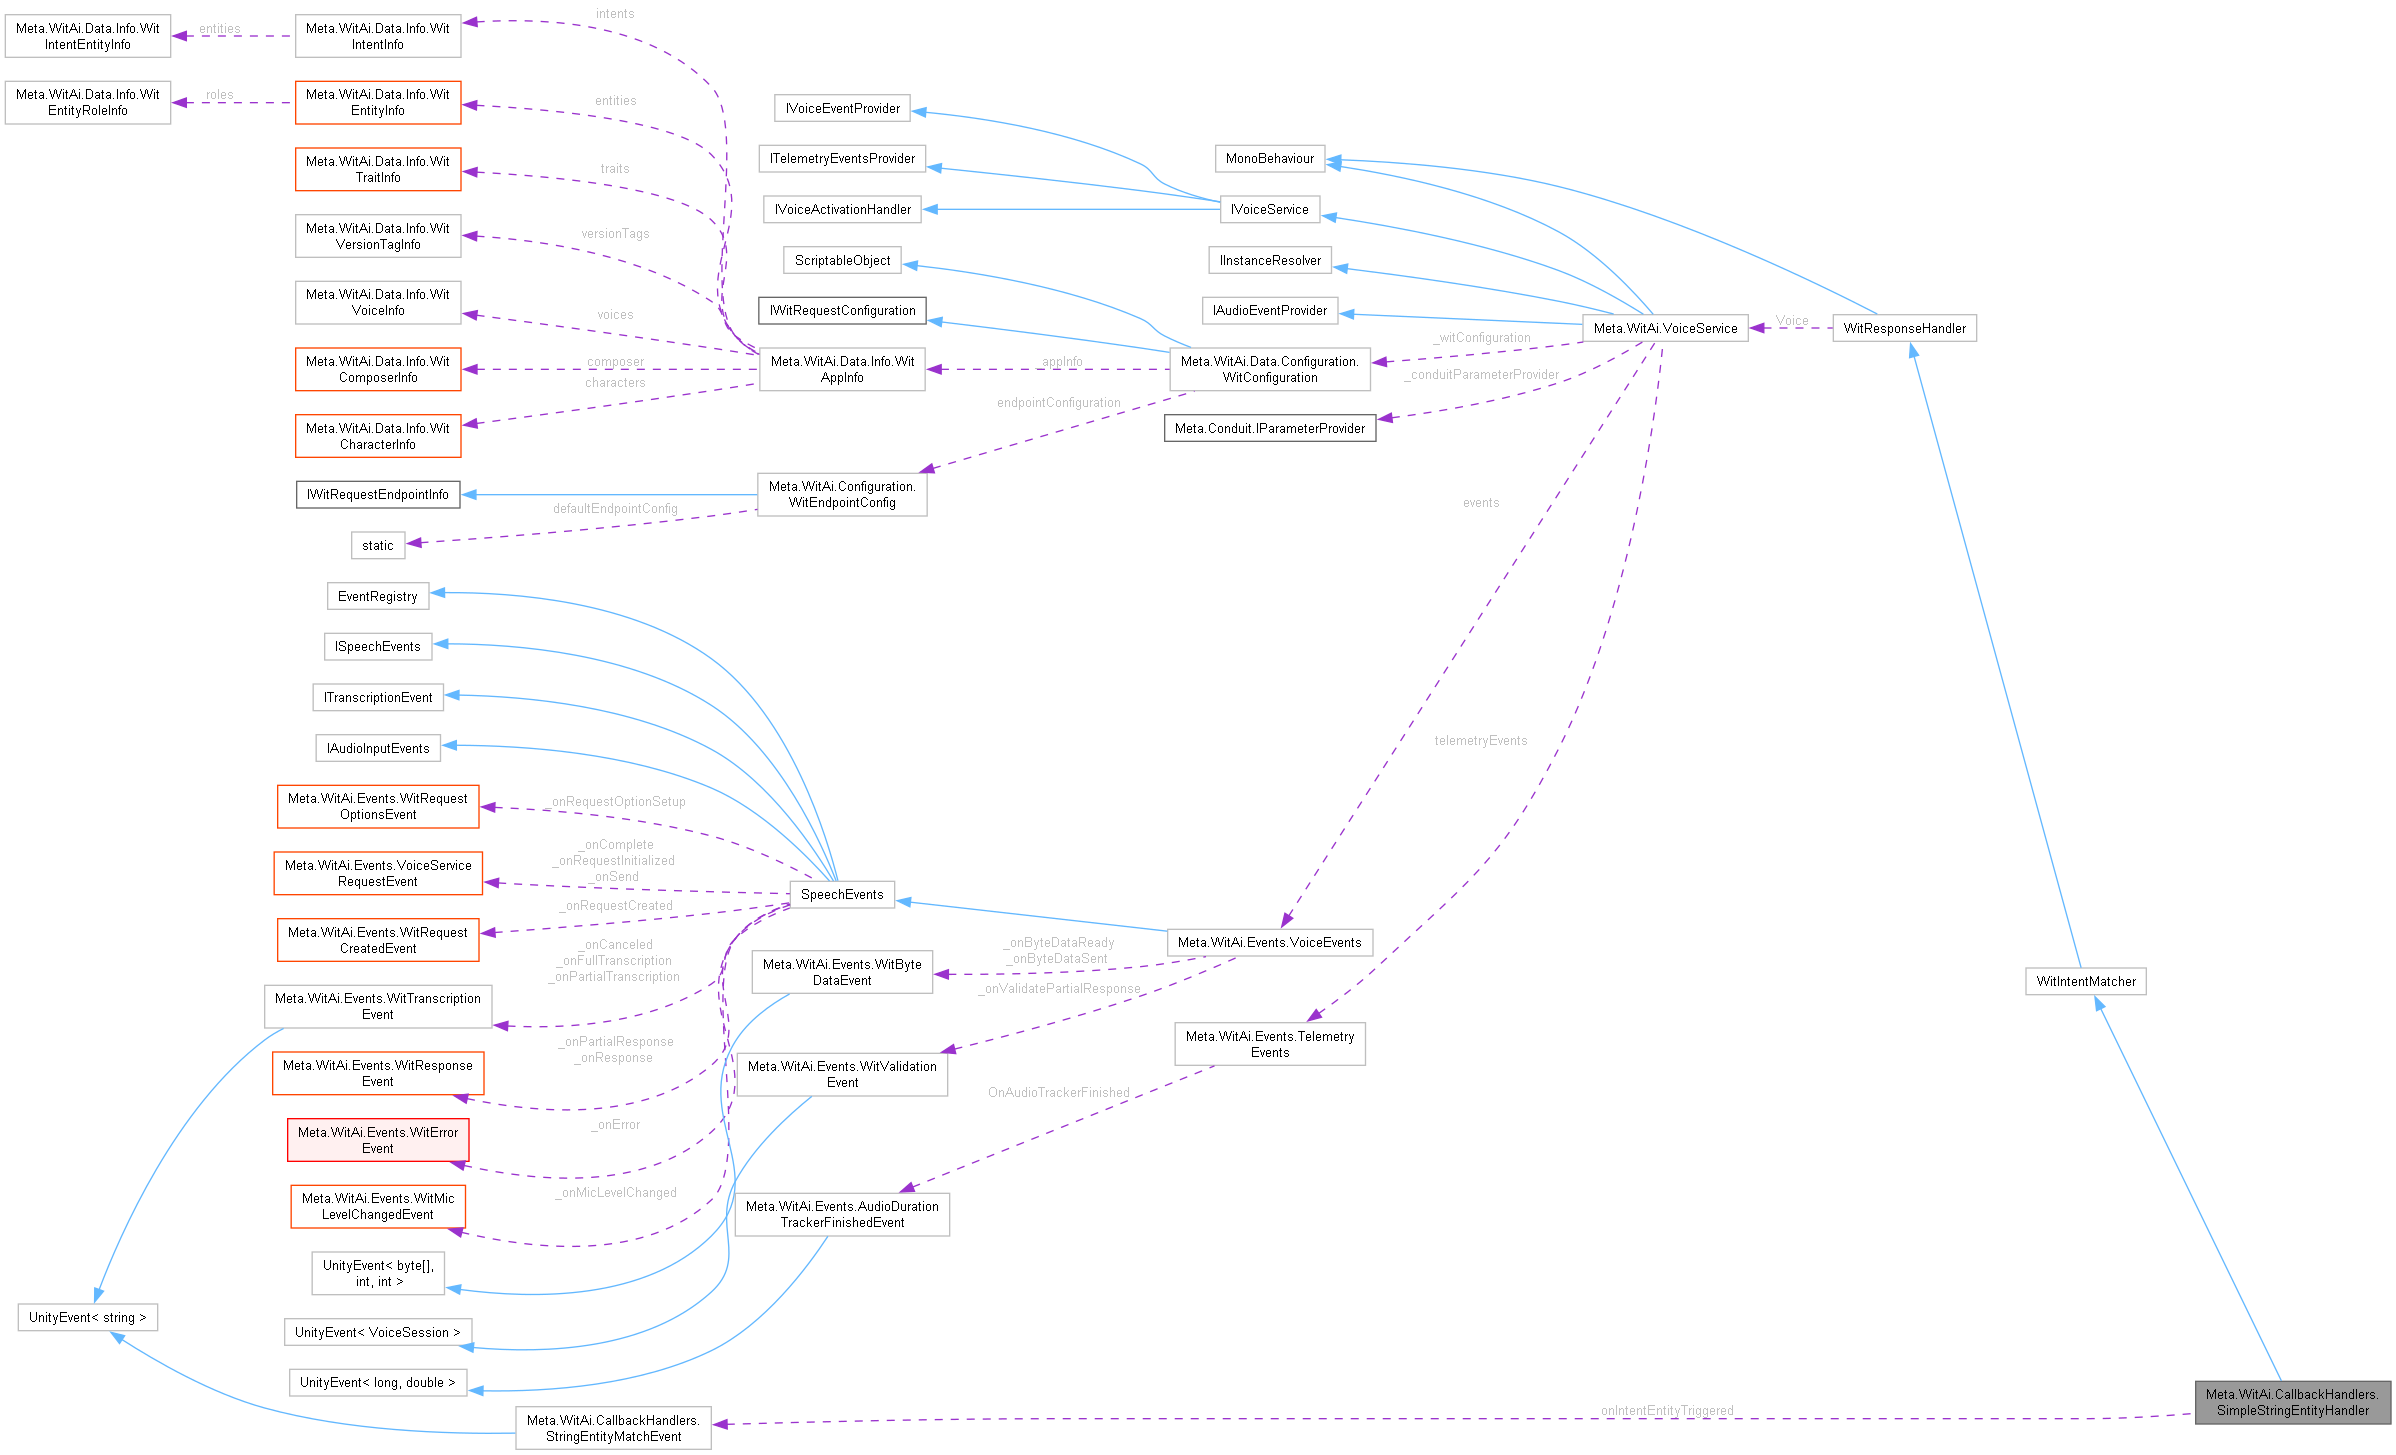 Meta.WitAi.Data.Info.Wit
IntentEntityInfo
entities
Meta.WitAi.Data.Info.Wit
IntentInfo
intents
Meta.WitAi.Data.Info.Wit
EntityRoleInfo
roles
Meta.WitAi.Data.Info.Wit
EntityInfo
entities
Meta.WitAi.Data.Info.Wit
TraitInfo
traits
Meta.WitAi.Data.Info.Wit
VersionTagInfo
versionTags
Meta.WitAi.Data.Info.Wit
VoiceInfo
voices
Meta.WitAi.Data.Info.Wit
ComposerInfo
composer
characters
Meta.WitAi.Data.Info.Wit
CharacterInfo
IVoiceEventProvider
ITelemetryEventsProvider
IVoiceActivationHandler
ScriptableObject
IWitRequestConfiguration
Meta.WitAi.Data.Info.Wit
AppInfo
appInfo
MonoBehaviour
IVoiceService
IInstanceResolver
IAudioEventProvider
Meta.WitAi.Data.Configuration.
WitConfiguration
_witConfiguration
_conduitParameterProvider
Meta.Conduit.IParameterProvider
Meta.WitAi.VoiceService
Voice
WitResponseHandler
endpointConfiguration
IWitRequestEndpointInfo
Meta.WitAi.Configuration.
WitEndpointConfig
defaultEndpointConfig
static
events
telemetryEvents
EventRegistry
ISpeechEvents
ITranscriptionEvent
IAudioInputEvents
Meta.WitAi.Events.WitRequest
OptionsEvent
_onRequestOptionSetup
Meta.WitAi.Events.VoiceService
RequestEvent
_onComplete
_onRequestInitialized
_onSend
SpeechEvents
Meta.WitAi.Events.WitRequest
CreatedEvent
_onRequestCreated
Meta.WitAi.Events.WitTranscription
Event
_onCanceled
_onFullTranscription
_onPartialTranscription
Meta.WitAi.Events.WitByte
DataEvent
_onByteDataReady
_onByteDataSent
Meta.WitAi.Events.VoiceEvents
_onValidatePartialResponse
WitIntentMatcher
Meta.WitAi.Events.WitResponse
Event
_onPartialResponse
_onResponse
Meta.WitAi.Events.WitValidation
Event
Meta.WitAi.Events.Telemetry
Events
OnAudioTrackerFinished
Meta.WitAi.Events.WitError
Event
_onError
Meta.WitAi.Events.WitMic
LevelChangedEvent
_onMicLevelChanged
Meta.WitAi.Events.AudioDuration
TrackerFinishedEvent
UnityEvent< byte[],
int, int >
UnityEvent< string >
UnityEvent< VoiceSession >
UnityEvent< long, double >
Meta.WitAi.CallbackHandlers.
StringEntityMatchEvent
onIntentEntityTriggered
Meta.WitAi.CallbackHandlers.
SimpleStringEntityHandler